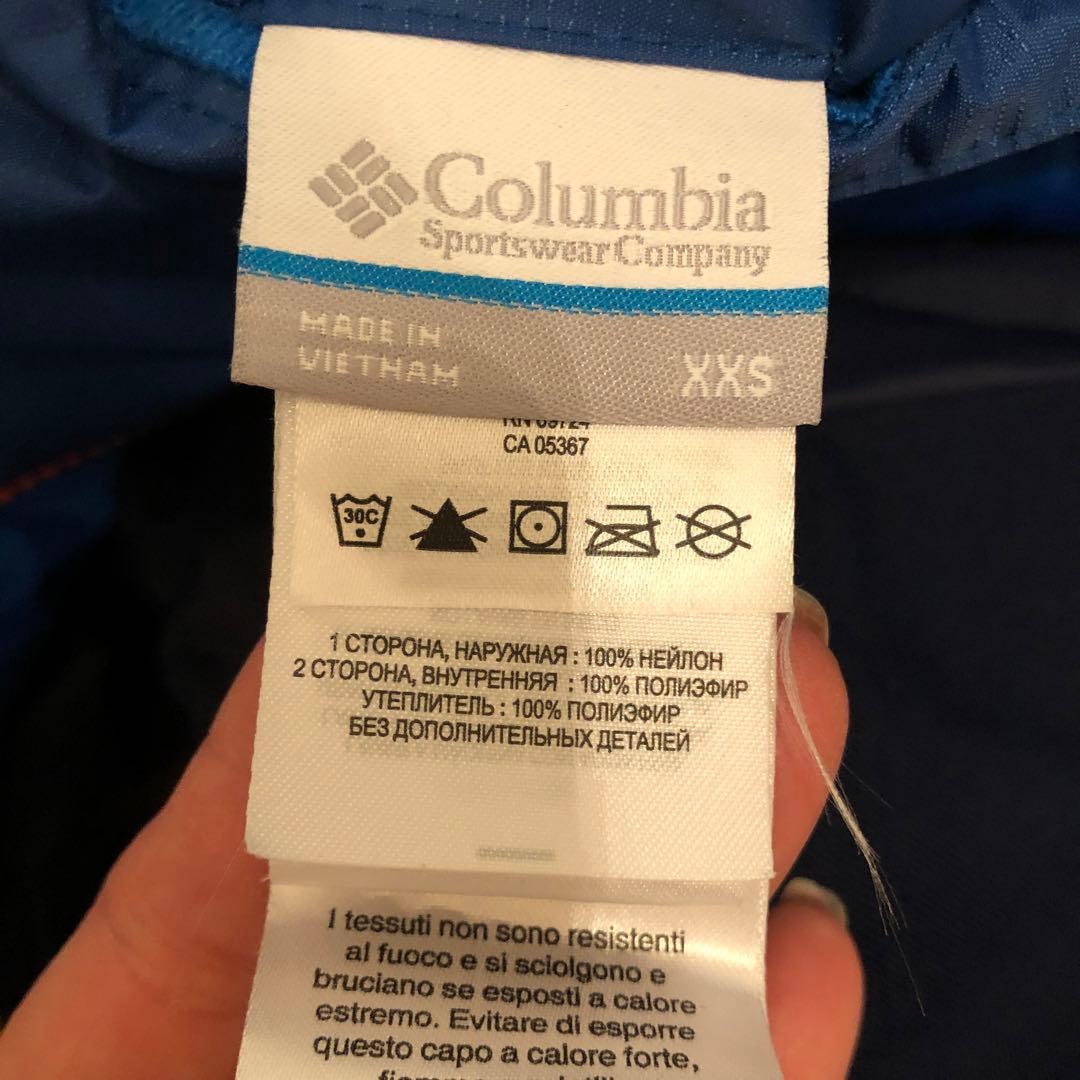 Columbia
Sportswear Company
MADE IN
VIETNAM
XXS
CA 05367
30C
1 СТОРОНА, НАРУЖНАЯ : 100% НЕЙЛОН
2 СТОРОНА, ВНУТРЕННЯЯ : 100% ПОЛИЭФИР
УТЕПЛИТЕЛЬ : 100% ПОЛИЭФИР
БЕЗ ДОПОЛНИТЕЛЬНЫХ ДЕТАЛЕЙ
I tessuti non sono resistenti
al fuoco e si sciolgono e
bruciano se esposti a calore
estremo. Evitare di esporre
questo capo a calore forte,